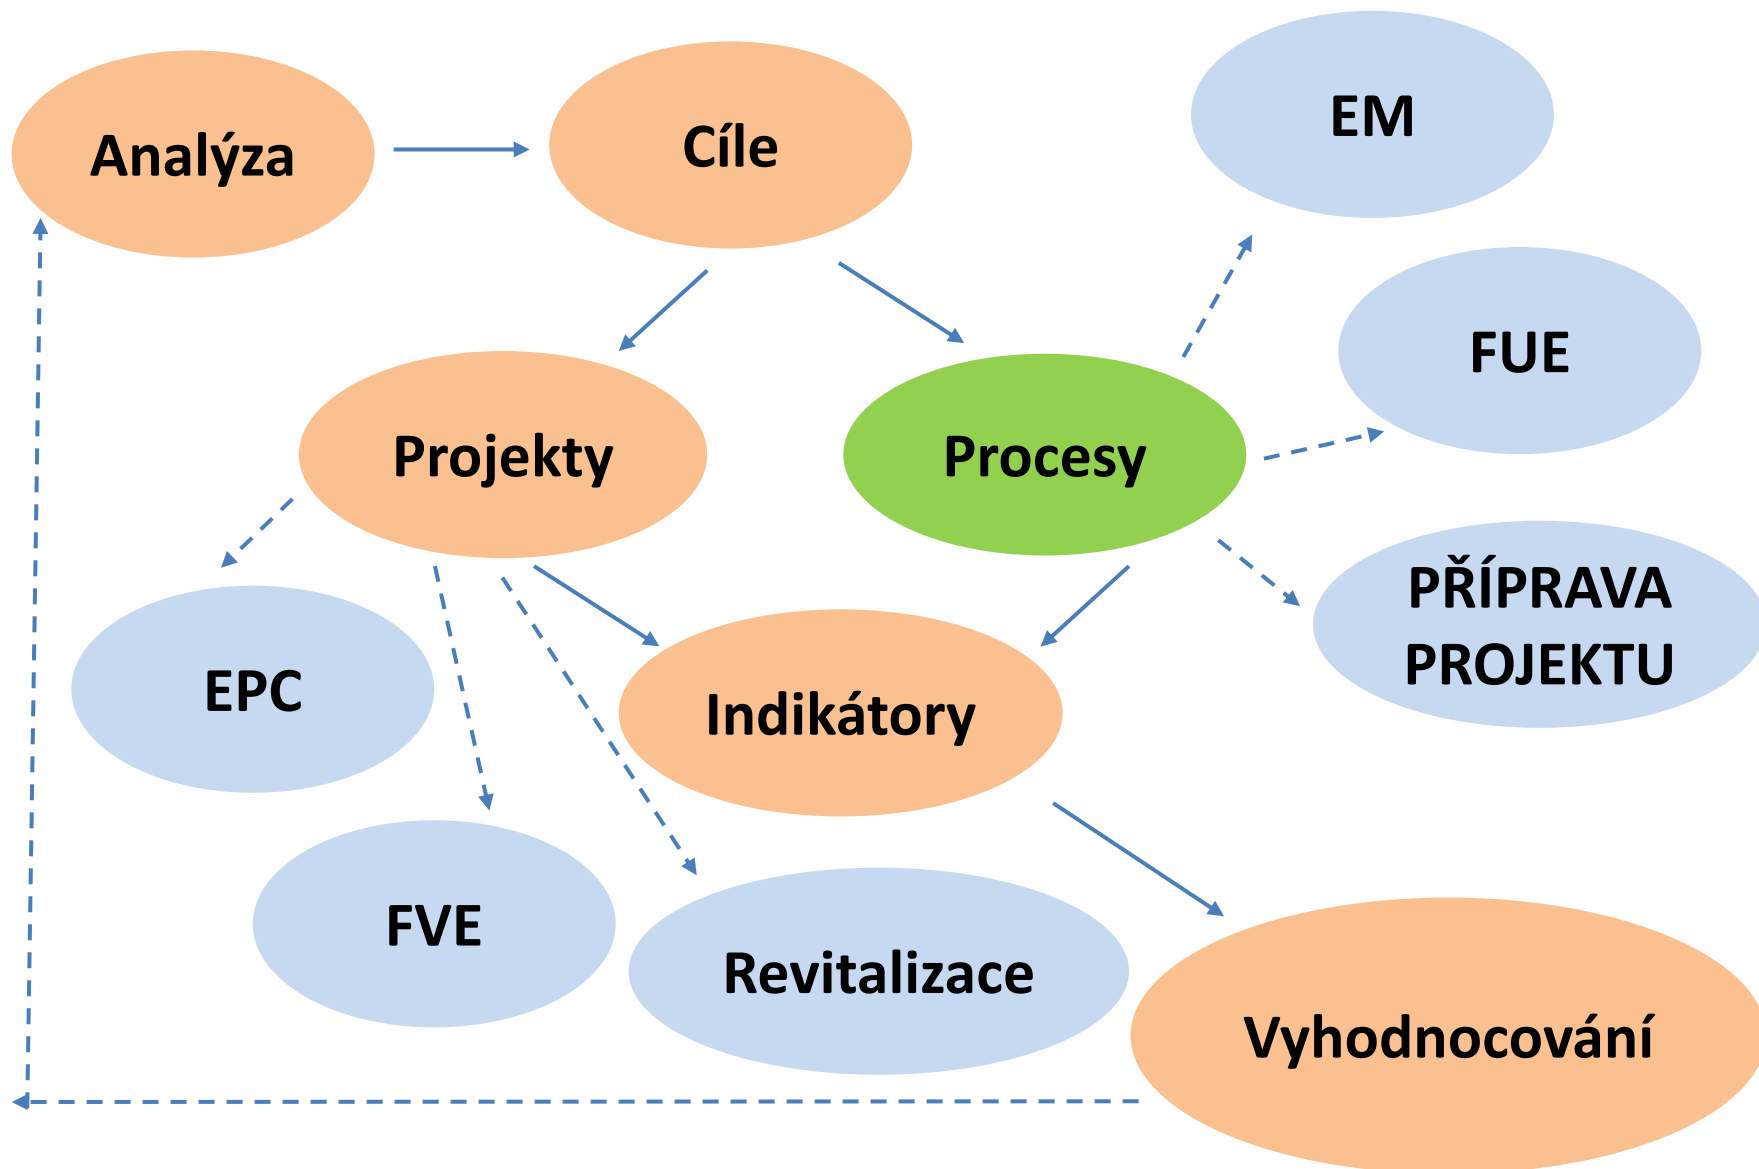 Analýza
Cíle
EM
FUE
Projekty
Procesy
PŘÍPRAVA
PROJEKTU
EPC
Indikátory
FVE
Revitalizace
Vyhodnocování